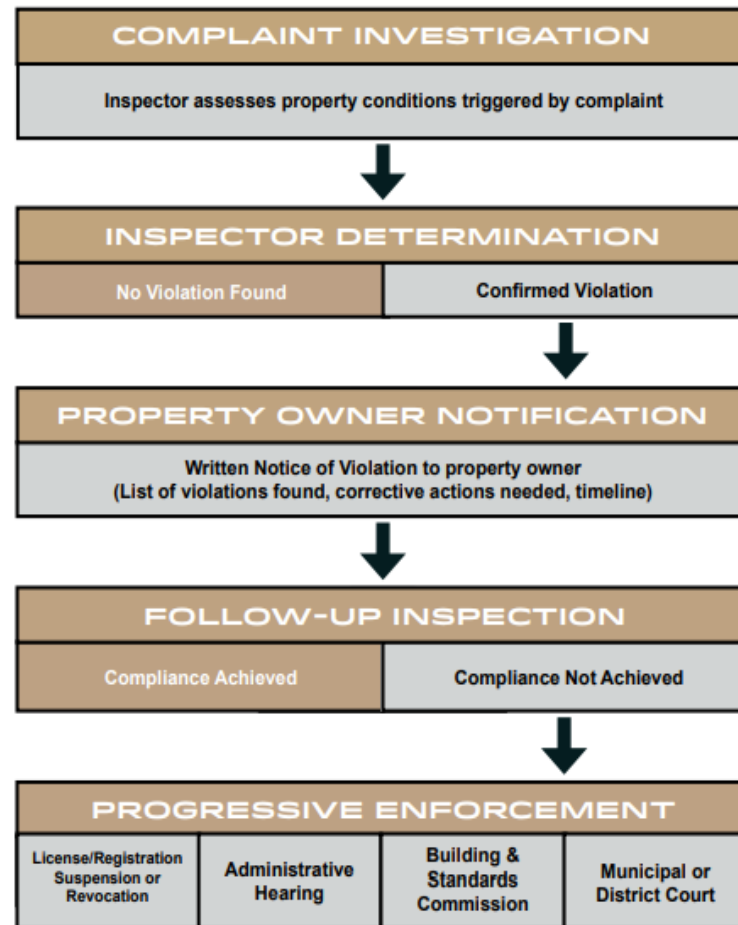 COMPLAINT INVESTIGATION
Inspector assesses property conditions triggered by complaint
INSPECTOR DETERMINATION
No Violation Found
Confirmed Violation
PROPERTY OWNER NOTIFICATION
Written Notice of Violation to property owner
(List of violations found, corrective actions needed, timeline)
FOLLOW-UP INSPECTION
Compliance Achieved
Compliance Not Achieved
PROGRESSIVE ENFORCEMENT
License/Registration
Suspension or
Revocation
Administrative
Hearing
Building &
Standards
Commission
Municipal or
District Court